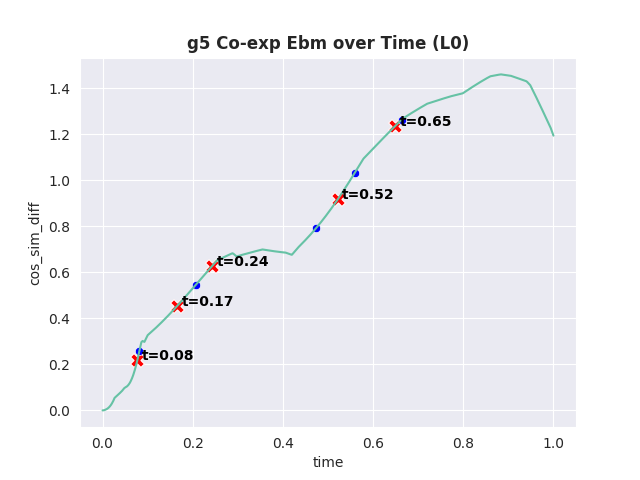 g5 Co-exp Ebm over Time (L0)
cos_sim_diff
1.4
1.2
1.0
0.8
0.6
0.4
0.2
0.0
t=0.65
t=0.52
t=0.24
t=0.17
t=0.08
0.0 0.2 0.4 0.6 0.8 1.0
time